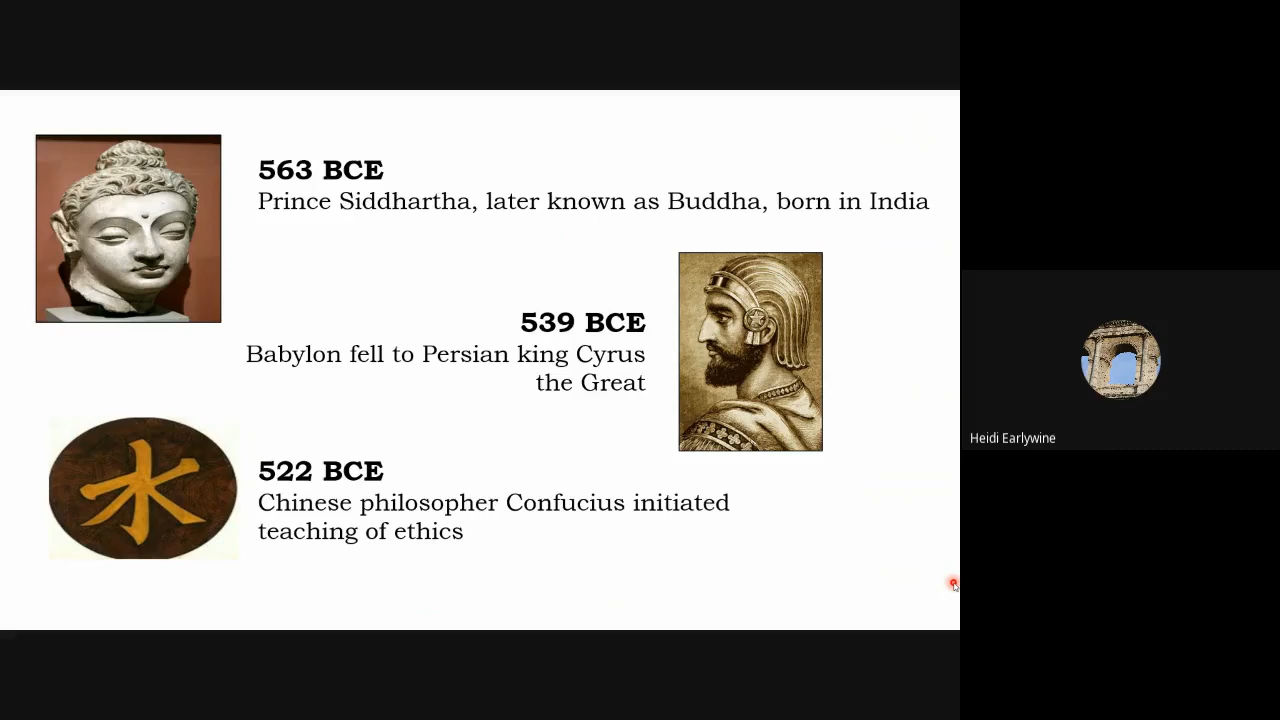 563 BCE
Prince Siddhartha, later known as Buddha, born in India
539 BCE
Babylon fell to Persian king Cyrus
the Great
水
522 BCE
Chinese philosopher Confucius initiated
teaching of ethics
Heidi Earlywine